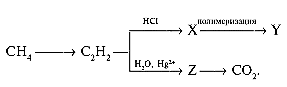 HCl → X полимеризация → Y
CH₄ → C₂H₂
H₂O, Hg²⁺ → Z → CO₂.